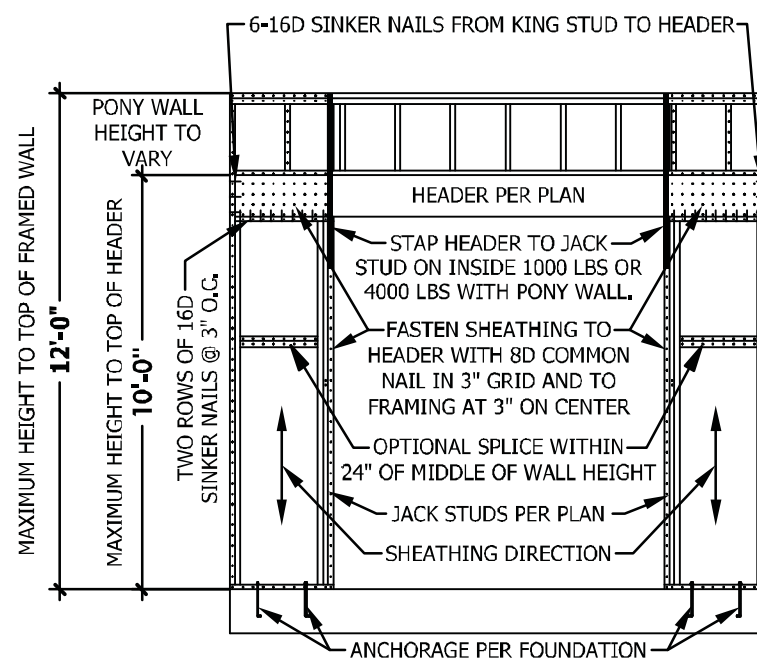 6-16D SINKER NAILS FROM KING STUD TO HEADER
PONY WALL
HEIGHT TO
VARY
MAXIMUM HEIGHT TO TOP OF FRAMED WALL
12'-0"
MAXIMUM HEIGHT TO TOP OF HEADER
10'-0"
TWO ROWS OF 16D
SINKER NAILS @ 3" O.C.
HEADER PER PLAN
STAP HEADER TO JACK
STUD ON INSIDE 1000 LBS OR
4000 LBS WITH PONY WALL.
FASTEN SHEATHING TO
HEADER WITH 8D COMMON
NAIL IN 3" GRID AND TO
FRAMING AT 3" ON CENTER
OPTIONAL SPLICE WITHIN
24" OF MIDDLE OF WALL HEIGHT
JACK STUDS PER PLAN
SHEATHING DIRECTION
ANCHORAGE PER FOUNDATION